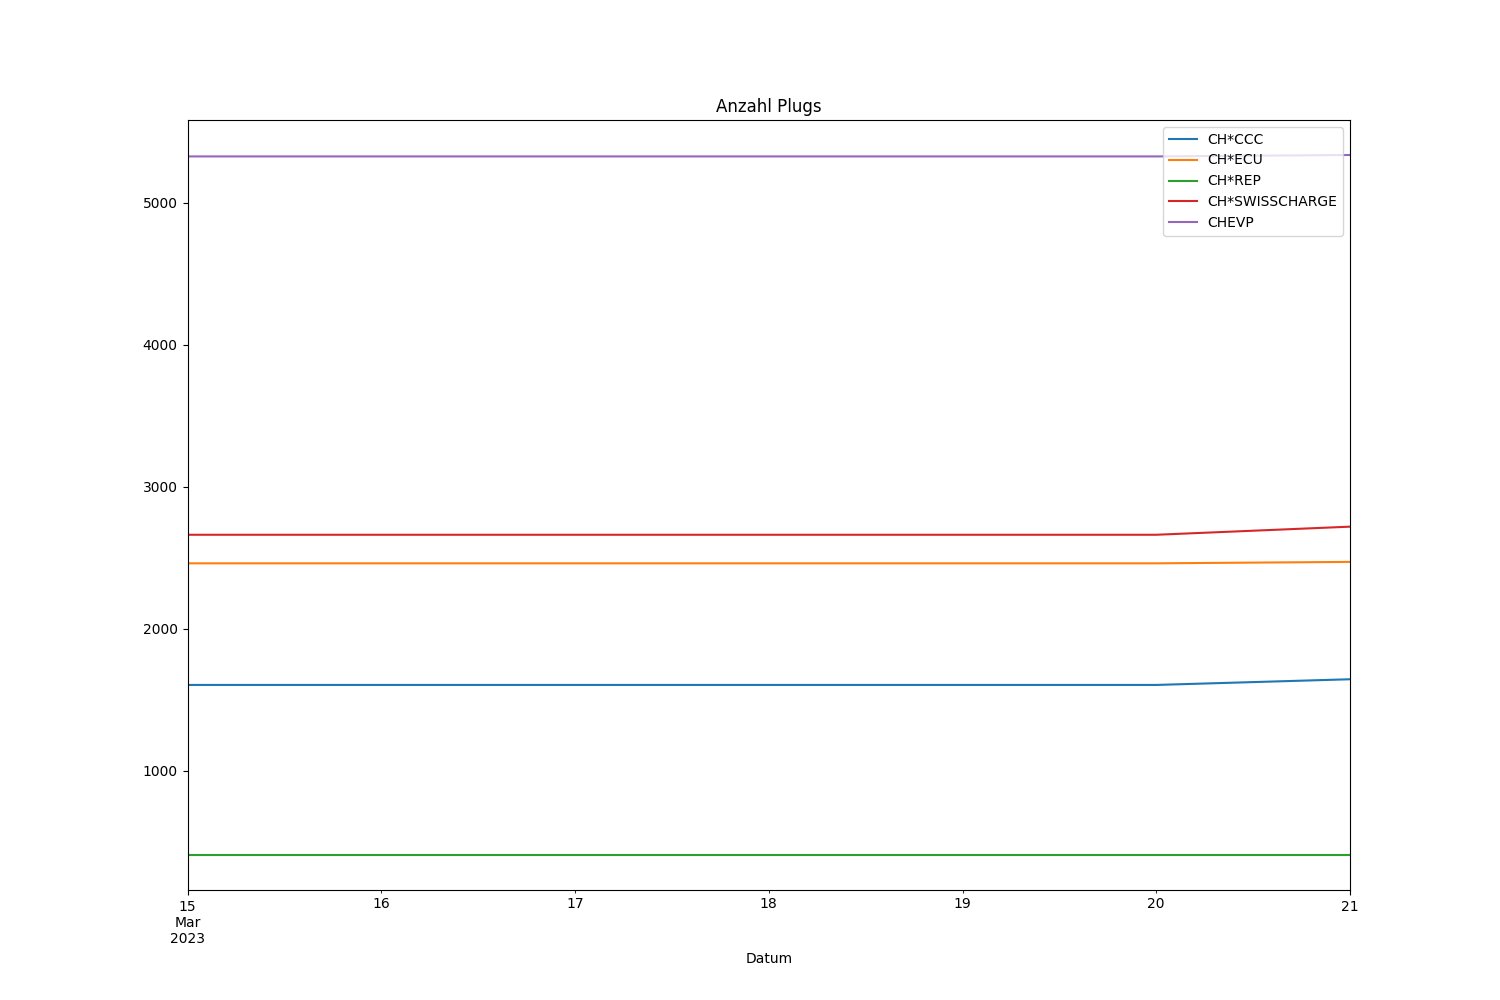 Anzahl Plugs
CH*CCC
CH*ECU
CH*REP
CH*SWISSCHARGE
CHEVP
5000
4000
3000
2000
1000
15 16 17 18 19 20 21
Mar
2023
Datum